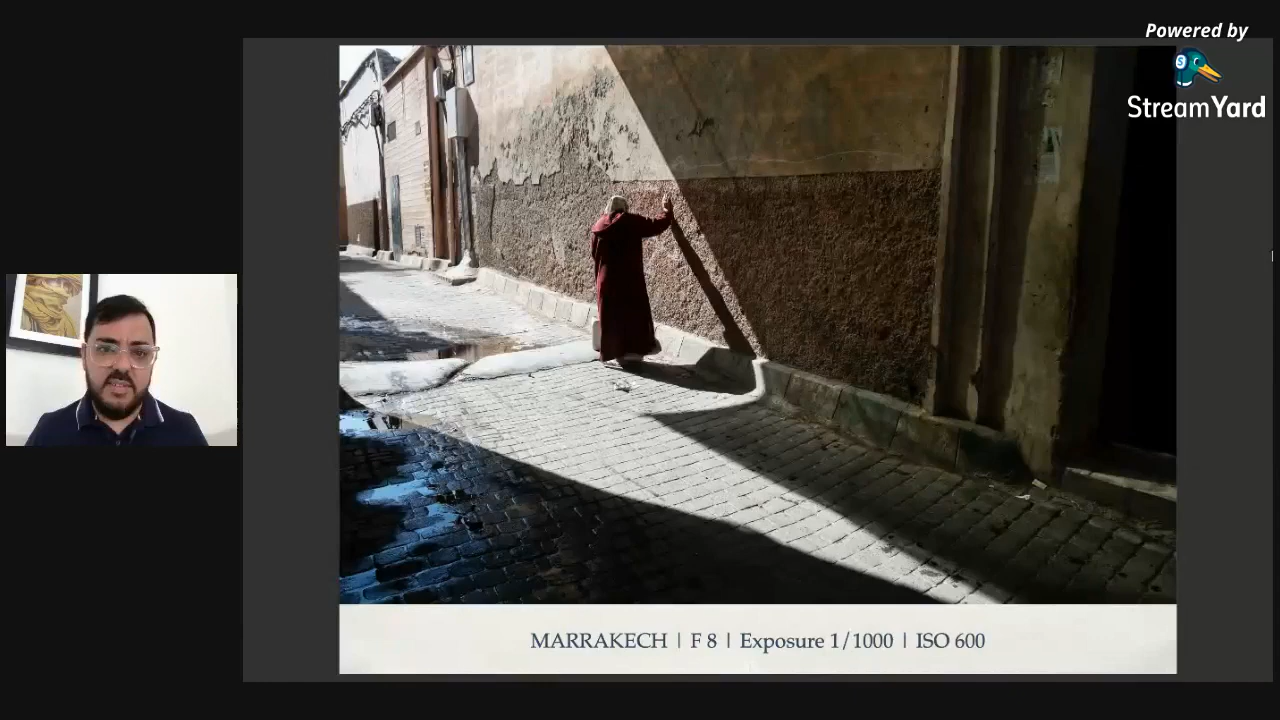 Powered by
StreamYard
MARRAKECH | F 8 | Exposure 1/1000 | ISO 600